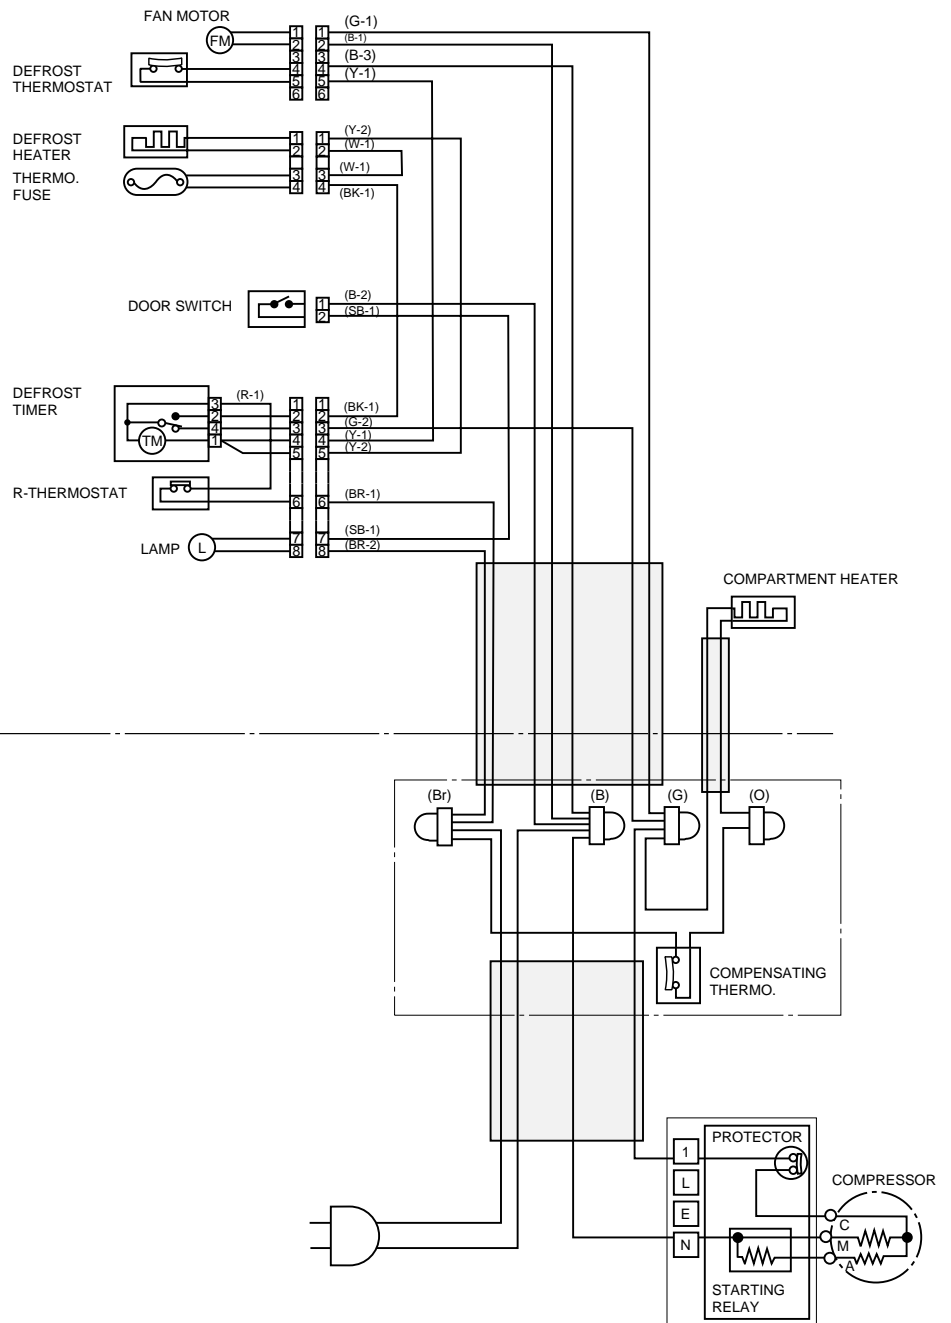 FAN MOTOR
FM
1 1 (G-1)
2 2 (B-1)
3 3 (B-3)
4 4
5 5 (Y-1)
6 6
DEFROST
THERMOSTAT
DEFROST
HEATER
1 1 (Y-2)
2 2 (W-1)
THERMO.
FUSE
3 3 (W-1)
4 4 (BK-1)
DOOR SWITCH
1 (B-2)
2 (SB-1)
DEFROST
TIMER
TM
3 (R-1) 1 1
2 2 2 (BK-1)
4 3 3 (G-2)
1 4 4 (Y-1)
5 5 (Y-2)
R-THERMOSTAT
6 6 (BR-1)
LAMP L
7 7 (SB-1)
8 8 (BR-2)
COMPARTMENT HEATER
(Br) (B) (G) (O)
COMPENSATING
THERMO.
PROTECTOR
1
L
E
N
COMPRESSOR
C
M
A
STARTING
RELAY